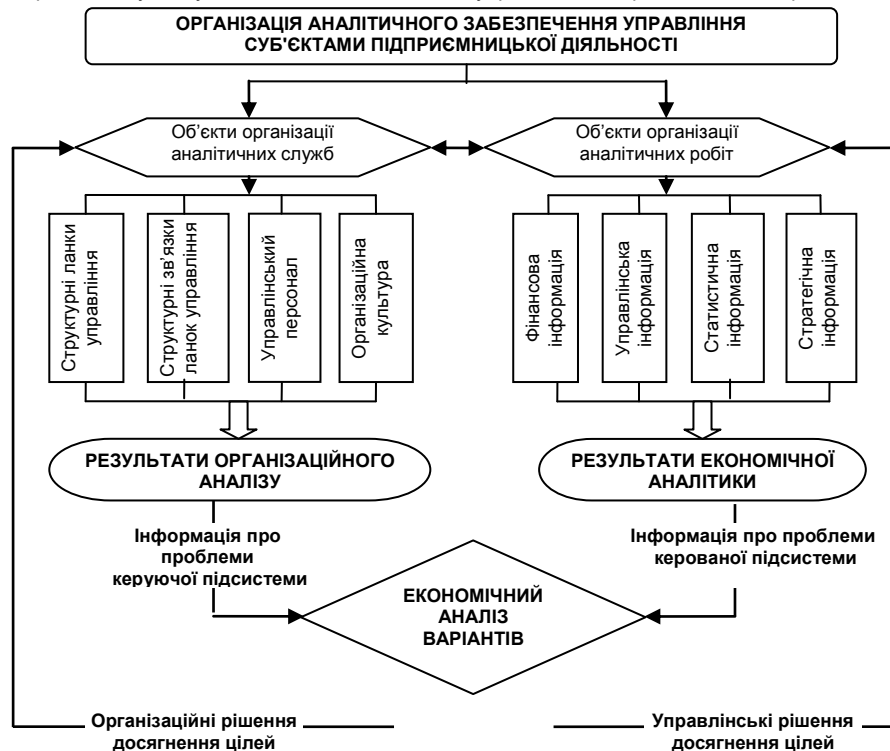 ОРГАНІЗАЦІЯ АНАЛІТИЧНОГО ЗАБЕЗПЕЧЕННЯ УПРАВЛІННЯ
СУБ'ЄКТАМИ ПІДПРИЄМНИЦЬКОЇ ДІЯЛЬНОСТІ
Об’єкти організації
аналітичних служб
Об’єкти організації
аналітичних робіт
Структурні ланки
управління
Структурні зв’язки
ланок управління
Управлінський
персонал
Організаційна
культура
Фінансова
інформація
Управлінська
інформація
Статистична
інформація
Стратегічна
інформація
РЕЗУЛЬТАТИ ОРГАНІЗАЦІЙНОГО
АНАЛІЗУ
РЕЗУЛЬТАТИ ЕКОНОМІЧНОЇ
АНАЛІТИКИ
Інформація про
проблеми
керуючої підсистеми
Інформація про проблеми
керованої підсистеми
ЕКОНОМІЧНИЙ
АНАЛІЗ
ВАРІАНТІВ
Організаційні рішення
досягнення цілей
Управлінські рішення
досягнення цілей